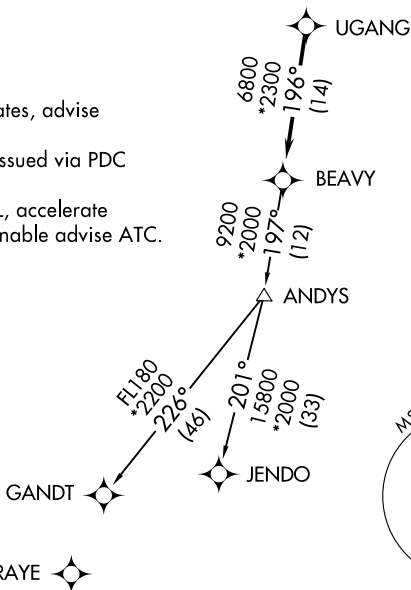 UGANG
6800
*2300
196°
(14)
ates, advise
ssued via PDC
BEAVY
L, accelerate
nable advise ATC.
9200
*2000
197°
(12)
ANDYS
FL180
*2200
226°
(46)
201°
15800
*2000
(33)
GANDT
JENDO
RAYE